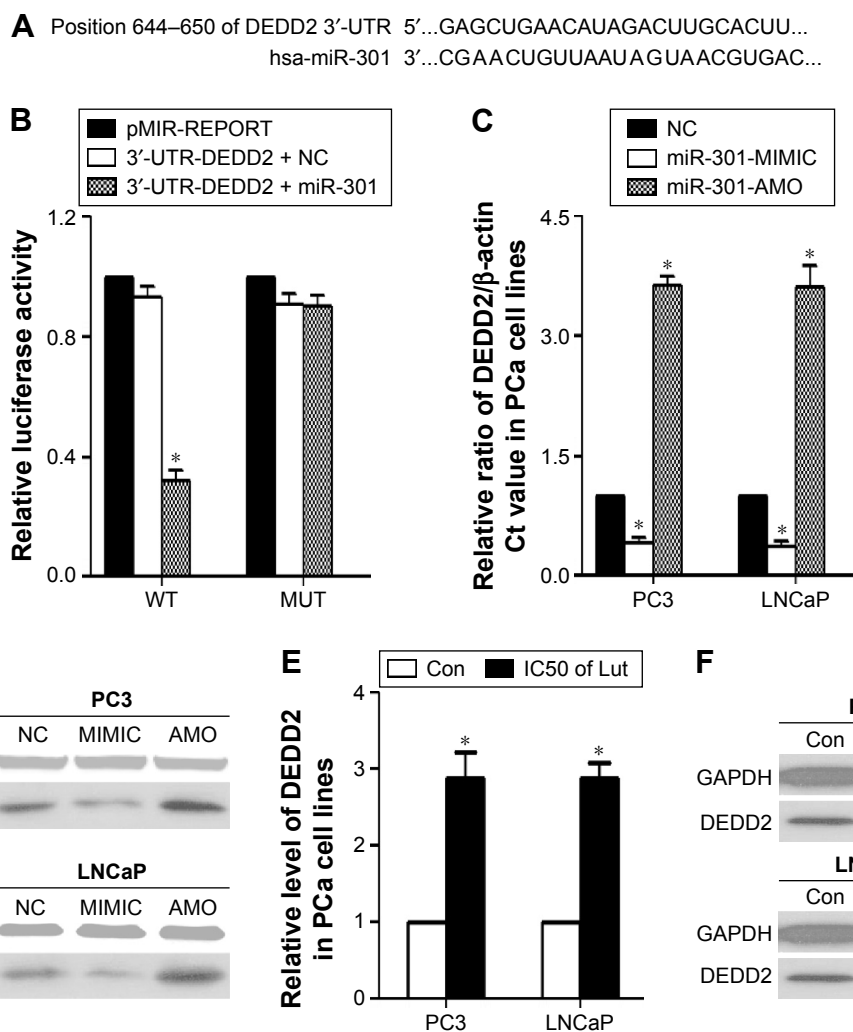 A Position 644–650 of DEDD2 3′-UTR 5′...GAGCUGAACAUAGACUUGCACUU...
hsa-miR-301 3′...CGAACUGUUAAUAGUAACGUGAC...
B
pMIR-REPORT
3′-UTR-DEDD2 + NC
3′-UTR-DEDD2 + miR-301
Relative luciferase activity
1.2
0.8
0.4
0.0
*
WT MUT
C
NC
miR-301-MIMIC
miR-301-AMO
Relative ratio of DEDD2/β-actin
Ct value in PCa cell lines
4.5
3.0
1.5
0.0
* * * *
PC3 LNCaP
PC3
NC MIMIC AMO
LNCaP
NC MIMIC AMO
E
Con IC50 of Lut
Relative level of DEDD2
in PCa cell lines
4
3
2
1
0
* *
PC3 LNCaP
F
Con
GAPDH
DEDD2
LN
Con
GAPDH
DEDD2